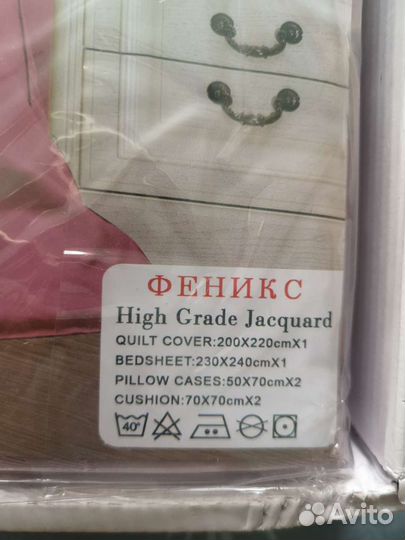 ФЕНИКС
High Grade Jacquard
QUILT COVER:200X220cmX1
BEDSHEET:230X240cmX1
PILLOW CASES:50X70cmX2
CUSHION:70X70cmX2
40°
Avito